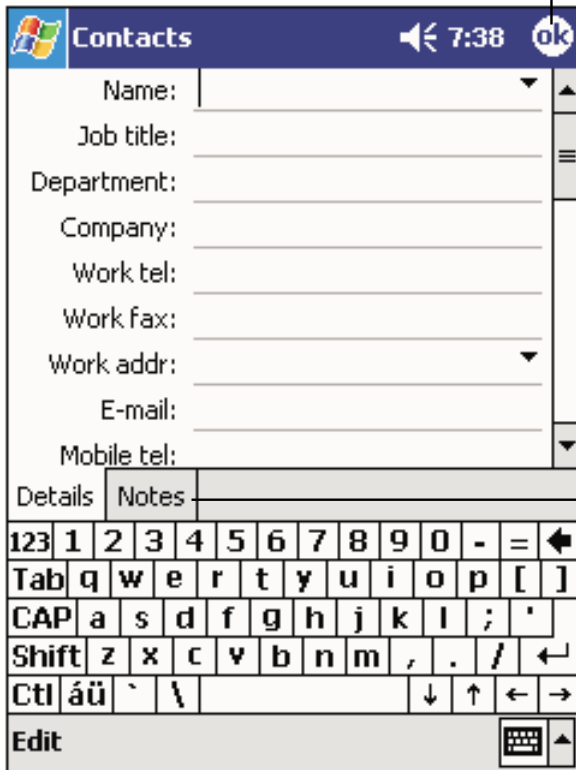 Contacts 7:38 ok
Name:
Job title:
Department:
Company:
Work tel:
Work fax:
Work addr:
E-mail:
Mobile tel:
Details Notes
123 1 2 3 4 5 6 7 8 9 0 - =
Tab q w e r t y u i o p [ ]
CAP a s d f g h j k l ; '
Shift z x c v b n m , . /
Ctl áü ` \
Edit